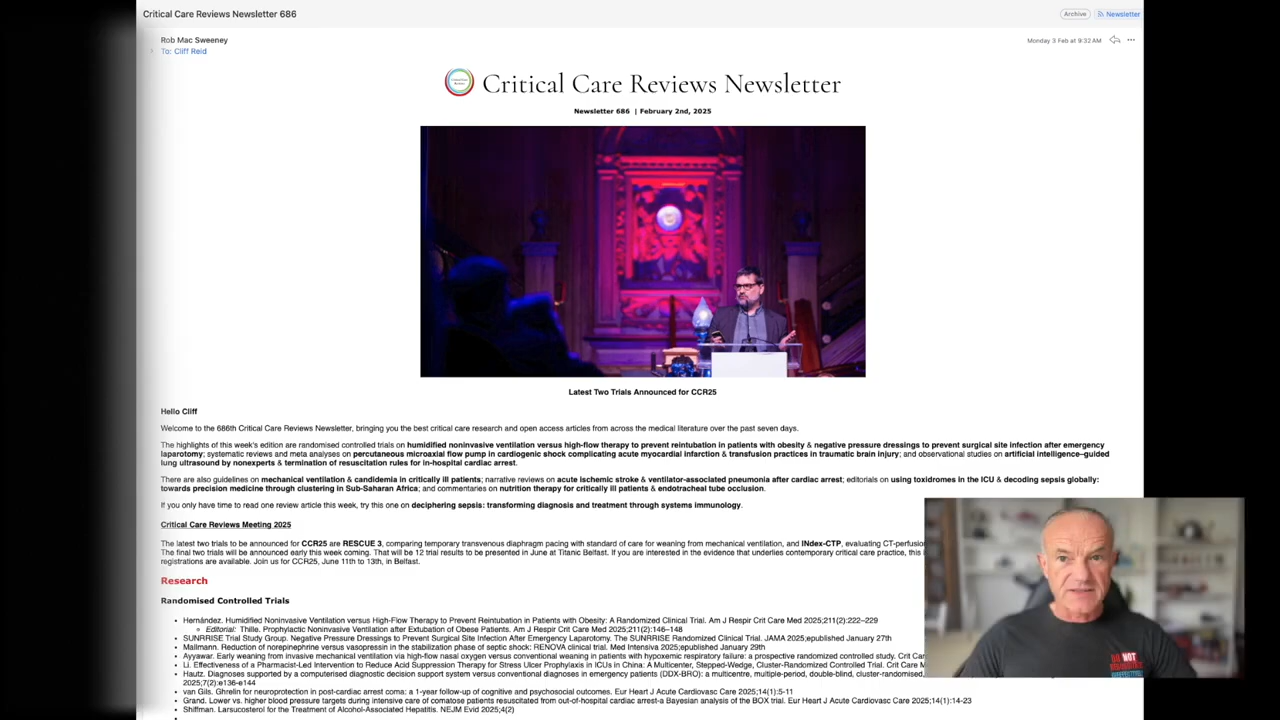 Critical Care Reviews Newsletter 686
Archive
Newsletter
Rob Mac Sweeney
To: Cliff Reid
Monday 3 Feb at 9:32 AM
Critical Care Reviews Newsletter
Newsletter 686 | February 2nd, 2025
Latest Two Trials Announced for CCR25
Hello Cliff
Welcome to the 686th Critical Care Reviews Newsletter, bringing you the best critical care research and open access articles from across the medical literature over the past seven days.
The highlights of this week's edition are randomised controlled trials on humidified noninvasive ventilation versus high-flow therapy to prevent reintubation in patients with obesity & negative pressure dressings to prevent surgical site infection after emergency
laparotomy; systematic reviews and meta analyses on percutaneous microaxial flow pump in cardiogenic shock complicating acute myocardial infarction & transfusion practices in traumatic brain injury; and observational studies on artificial intelligence–guided
lung ultrasound by nonexperts & termination of resuscitation rules for in-hospital cardiac arrest.
There are also guidelines on mechanical ventilation & candidemia in critically ill patients; narrative reviews on acute ischemic stroke & ventilator-associated pneumonia after cardiac arrest; editorials on using toxidromes in the ICU & decoding sepsis globally:
towards precision medicine through clustering in Sub-Saharan Africa; and commentaries on nutrition therapy for critically ill patients & endotracheal tube occlusion.
If you only have time to read one review article this week, try this one on deciphering sepsis: transforming diagnosis and treatment through systems immunology.
Critical Care Reviews Meeting 2025
The latest two trials to be announced for CCR25 are RESCUE 3, comparing temporary transvenous diaphragm pacing with standard of care for weaning from mechanical ventilation, and INdex-CTP, evaluating CT-perfusion
The final two trials will be announced early this week coming. That will be 12 trial results to be presented in June at Titanic Belfast. If you are interested in the evidence that underlies contemporary critical care practice, this
registrations are available. Join us for CCR25, June 11th to 13th, in Belfast.
Research
Randomised Controlled Trials
• Hernández. Humidified Noninvasive Ventilation versus High-Flow Therapy to Prevent Reintubation in Patients with Obesity: A Randomized Clinical Trial. Am J Respir Crit Care Med 2025;211(2):222–229
Editorial: Thille. Prophylactic Noninvasive Ventilation after Extubation of Obese Patients. Am J Respir Crit Care Med 2025;211(2):146–148
• SUNRRISE Trial Study Group. Negative Pressure Dressings to Prevent Surgical Site Infection After Emergency Laparotomy. The SUNRRISE Randomized Clinical Trial. JAMA 2025;epublished January 27th
• Mallmann. Reduction of norepinephrine versus vasopressin in the stabilization phase of septic shock: RENOVA clinical trial. Med Intensiva 2025;epublished January 29th
• Ayyawar. Early weaning from invasive mechanical ventilation via high-flow nasal oxygen versus conventional weaning in patients with hypoxemic respiratory failure: a prospective randomized controlled study. Crit Car
• Li. Effectiveness of a Pharmacist-Led Intervention to Reduce Acid Suppression Therapy for Stress Ulcer Prophylaxis in ICUs in China: A Multicenter, Stepped-Wedge, Cluster-Randomized Controlled Trial. Crit Care M
• Hautz. Diagnoses supported by a computerised diagnostic decision support system versus conventional diagnoses in emergency patients (DDX-BRO): a multicentre, multiple-period, double-blind, cluster-randomised,
2025;7(2):e136-e144
• van Gils. Ghrelin for neuroprotection in post-cardiac arrest coma: a 1-year follow-up of cognitive and psychosocial outcomes. Eur Heart J Acute Cardiovasc Care 2025;14(1):5-11
• Grand. Lower vs. higher blood pressure targets during intensive care of comatose patients resuscitated from out-of-hospital cardiac arrest-a Bayesian analysis of the BOX trial. Eur Heart J Acute Cardiovasc Care 2025;14(1):14-23
• Shiffman. Larsucosterol for the Treatment of Alcohol-Associated Hepatitis. NEJM Evid 2025;4(2)
DO NOT